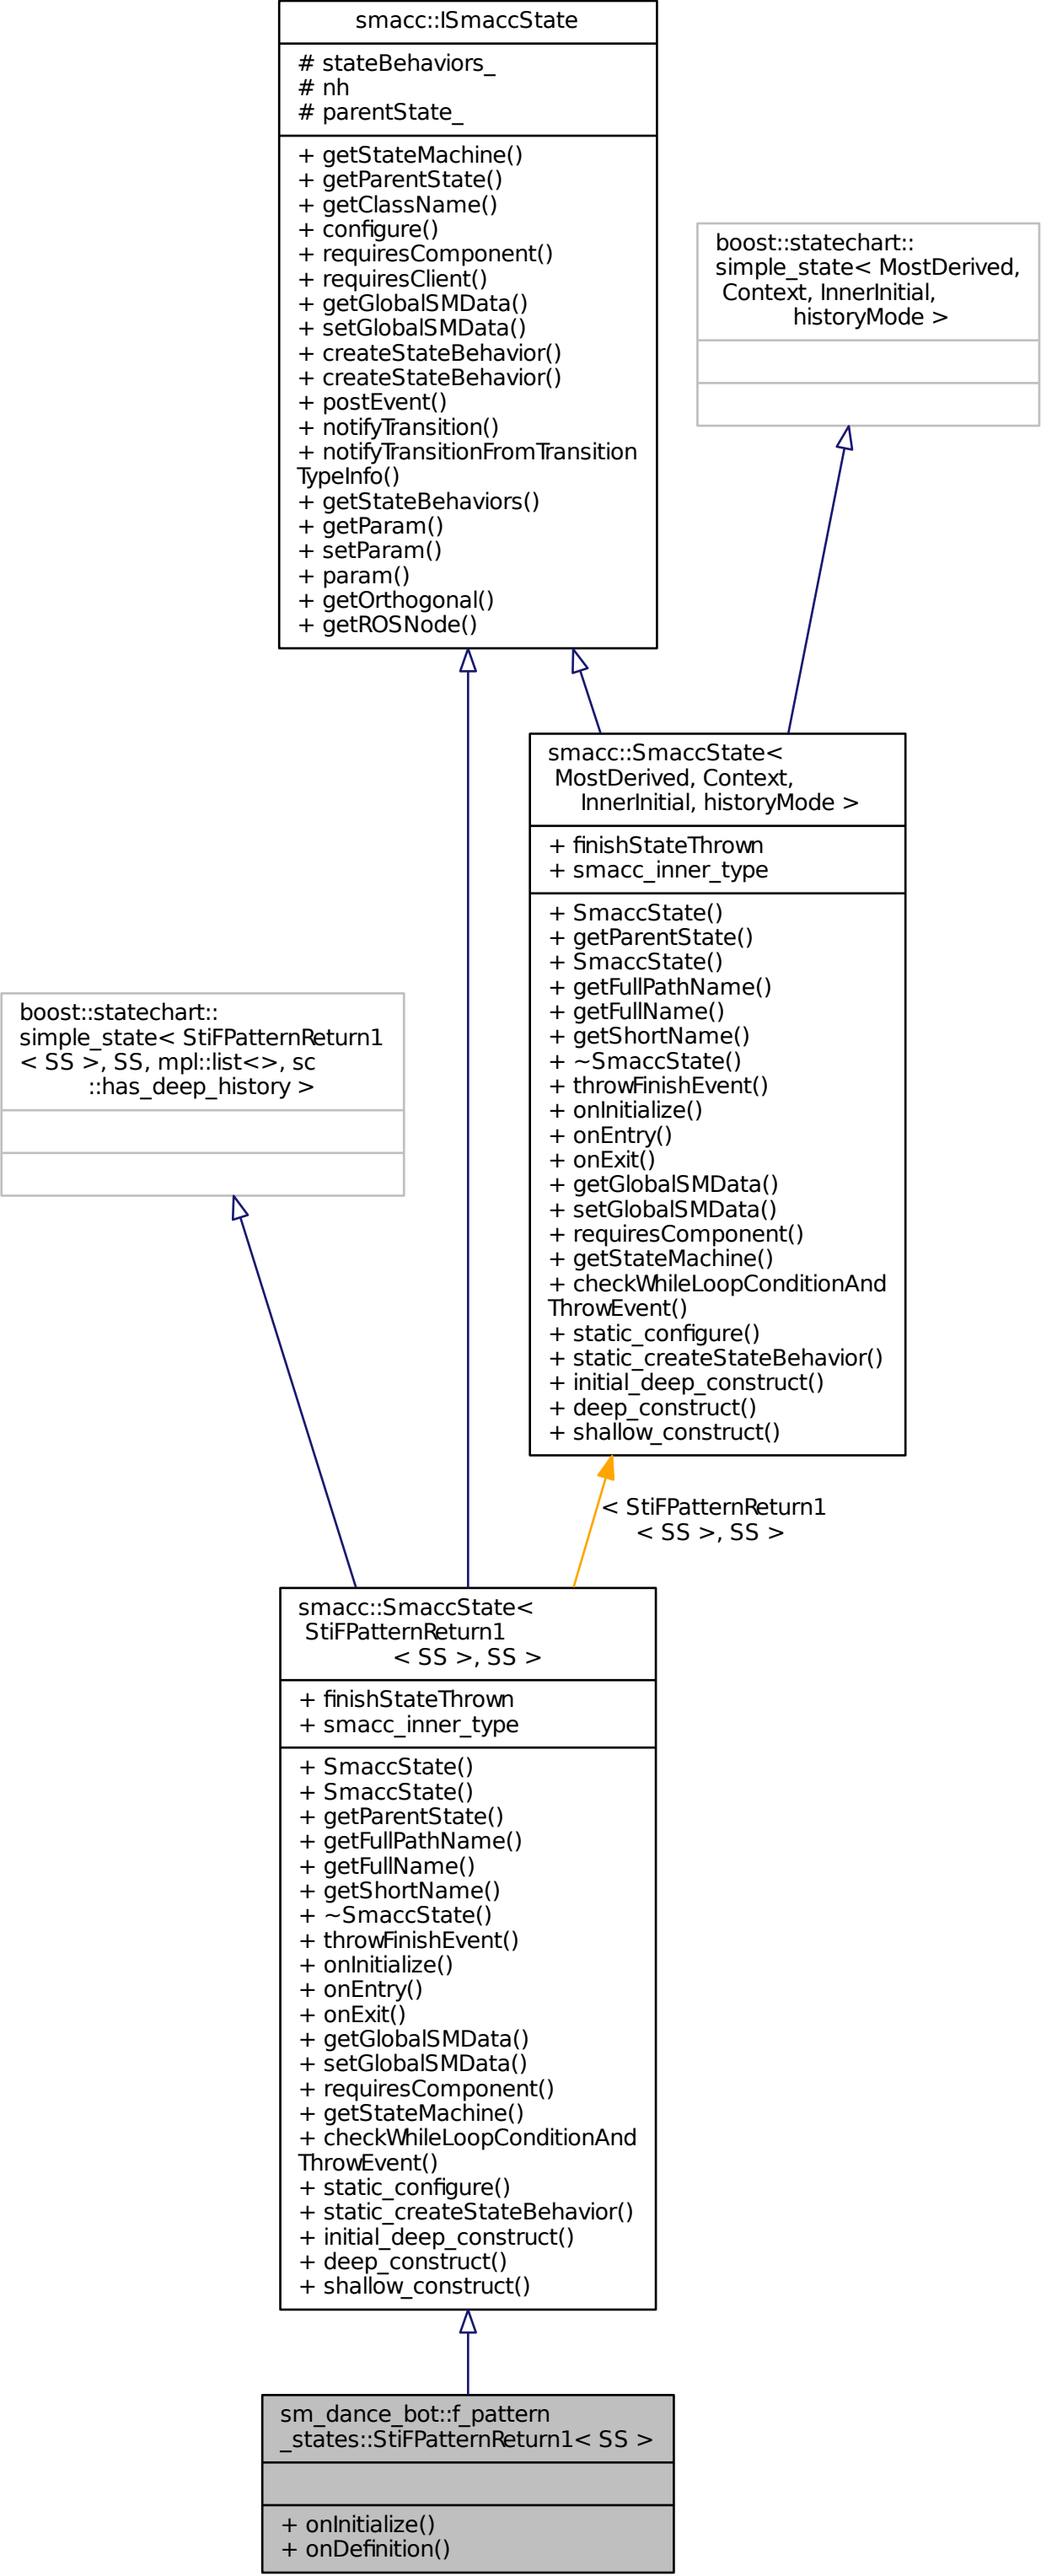 smacc::ISmaccState
# stateBehaviors_
# nh
# parentState_
+ getStateMachine()
+ getParentState()
+ getClassName()
+ configure()
+ requiresComponent()
+ requiresClient()
+ getGlobalSMData()
+ setGlobalSMData()
+ createStateBehavior()
+ createStateBehavior()
+ postEvent()
+ notifyTransition()
+ notifyTransitionFromTransition
TypeInfo()
+ getStateBehaviors()
+ getParam()
+ setParam()
+ param()
+ getOrthogonal()
+ getROSNode()
boost::statechart::
simple_state< MostDerived,
Context, InnerInitial,
historyMode >
smacc::SmaccState<
MostDerived, Context,
InnerInitial, historyMode >
+ finishStateThrown
+ smacc_inner_type
+ SmaccState()
+ getParentState()
+ SmaccState()
+ getFullPathName()
+ getFullName()
+ getShortName()
+ ~SmaccState()
+ throwFinishEvent()
+ onInitialize()
+ onEntry()
+ onExit()
+ getGlobalSMData()
+ setGlobalSMData()
+ requiresComponent()
+ getStateMachine()
+ checkWhileLoopConditionAnd
ThrowEvent()
+ static_configure()
+ static_createStateBehavior()
+ initial_deep_construct()
+ deep_construct()
+ shallow_construct()
boost::statechart::
simple_state< StiFPatternReturn1
< SS >, SS, mpl::list<>, sc
::has_deep_history >
< StiFPatternReturn1
< SS >, SS >
smacc::SmaccState<
StiFPatternReturn1
< SS >, SS >
+ finishStateThrown
+ smacc_inner_type
+ SmaccState()
+ SmaccState()
+ getParentState()
+ getFullPathName()
+ getFullName()
+ getShortName()
+ ~SmaccState()
+ throwFinishEvent()
+ onInitialize()
+ onEntry()
+ onExit()
+ getGlobalSMData()
+ setGlobalSMData()
+ requiresComponent()
+ getStateMachine()
+ checkWhileLoopConditionAnd
ThrowEvent()
+ static_configure()
+ static_createStateBehavior()
+ initial_deep_construct()
+ deep_construct()
+ shallow_construct()
sm_dance_bot::f_pattern
_states::StiFPatternReturn1< SS >
+ onInitialize()
+ onDefinition()